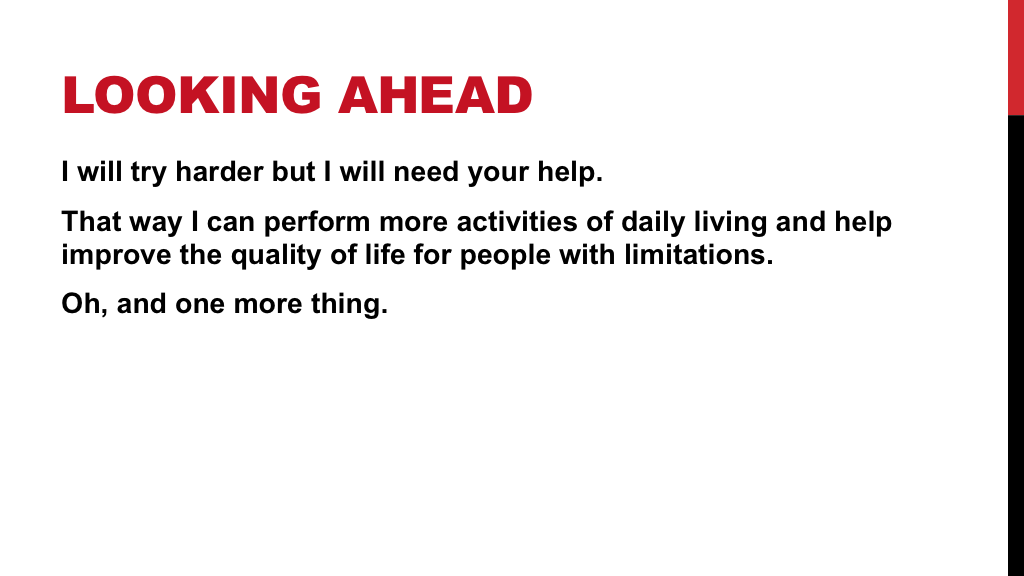 LOOKING AHEAD
I will try harder but I will need your help.
That way I can perform more activities of daily living and help
improve the quality of life for people with limitations.
Oh, and one more thing.